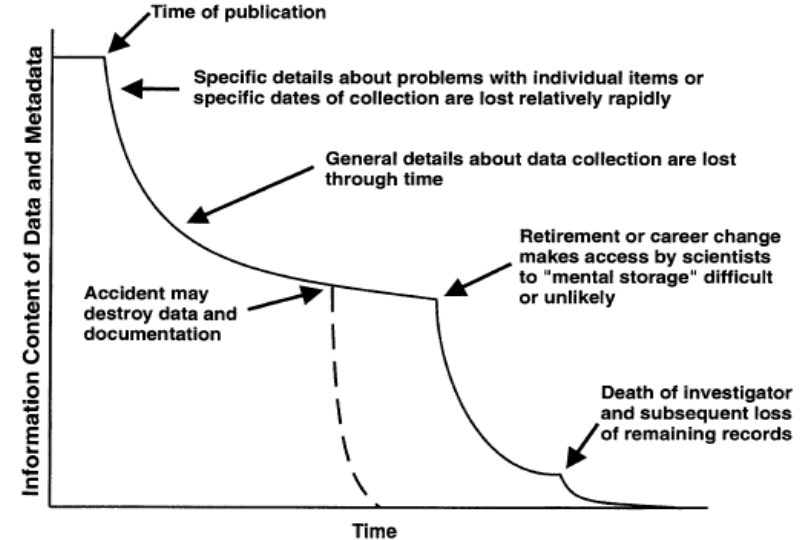 Time of publication
Specific details about problems with individual items or
specific dates of collection are lost relatively rapidly
General details about data collection are lost
through time
Retirement or career change
makes access by scientists
to "mental storage" difficult
or unlikely
Accident may
destroy data and
documentation
Death of investigator
and subsequent loss
of remaining records
Information Content of Data and Metadata
Time